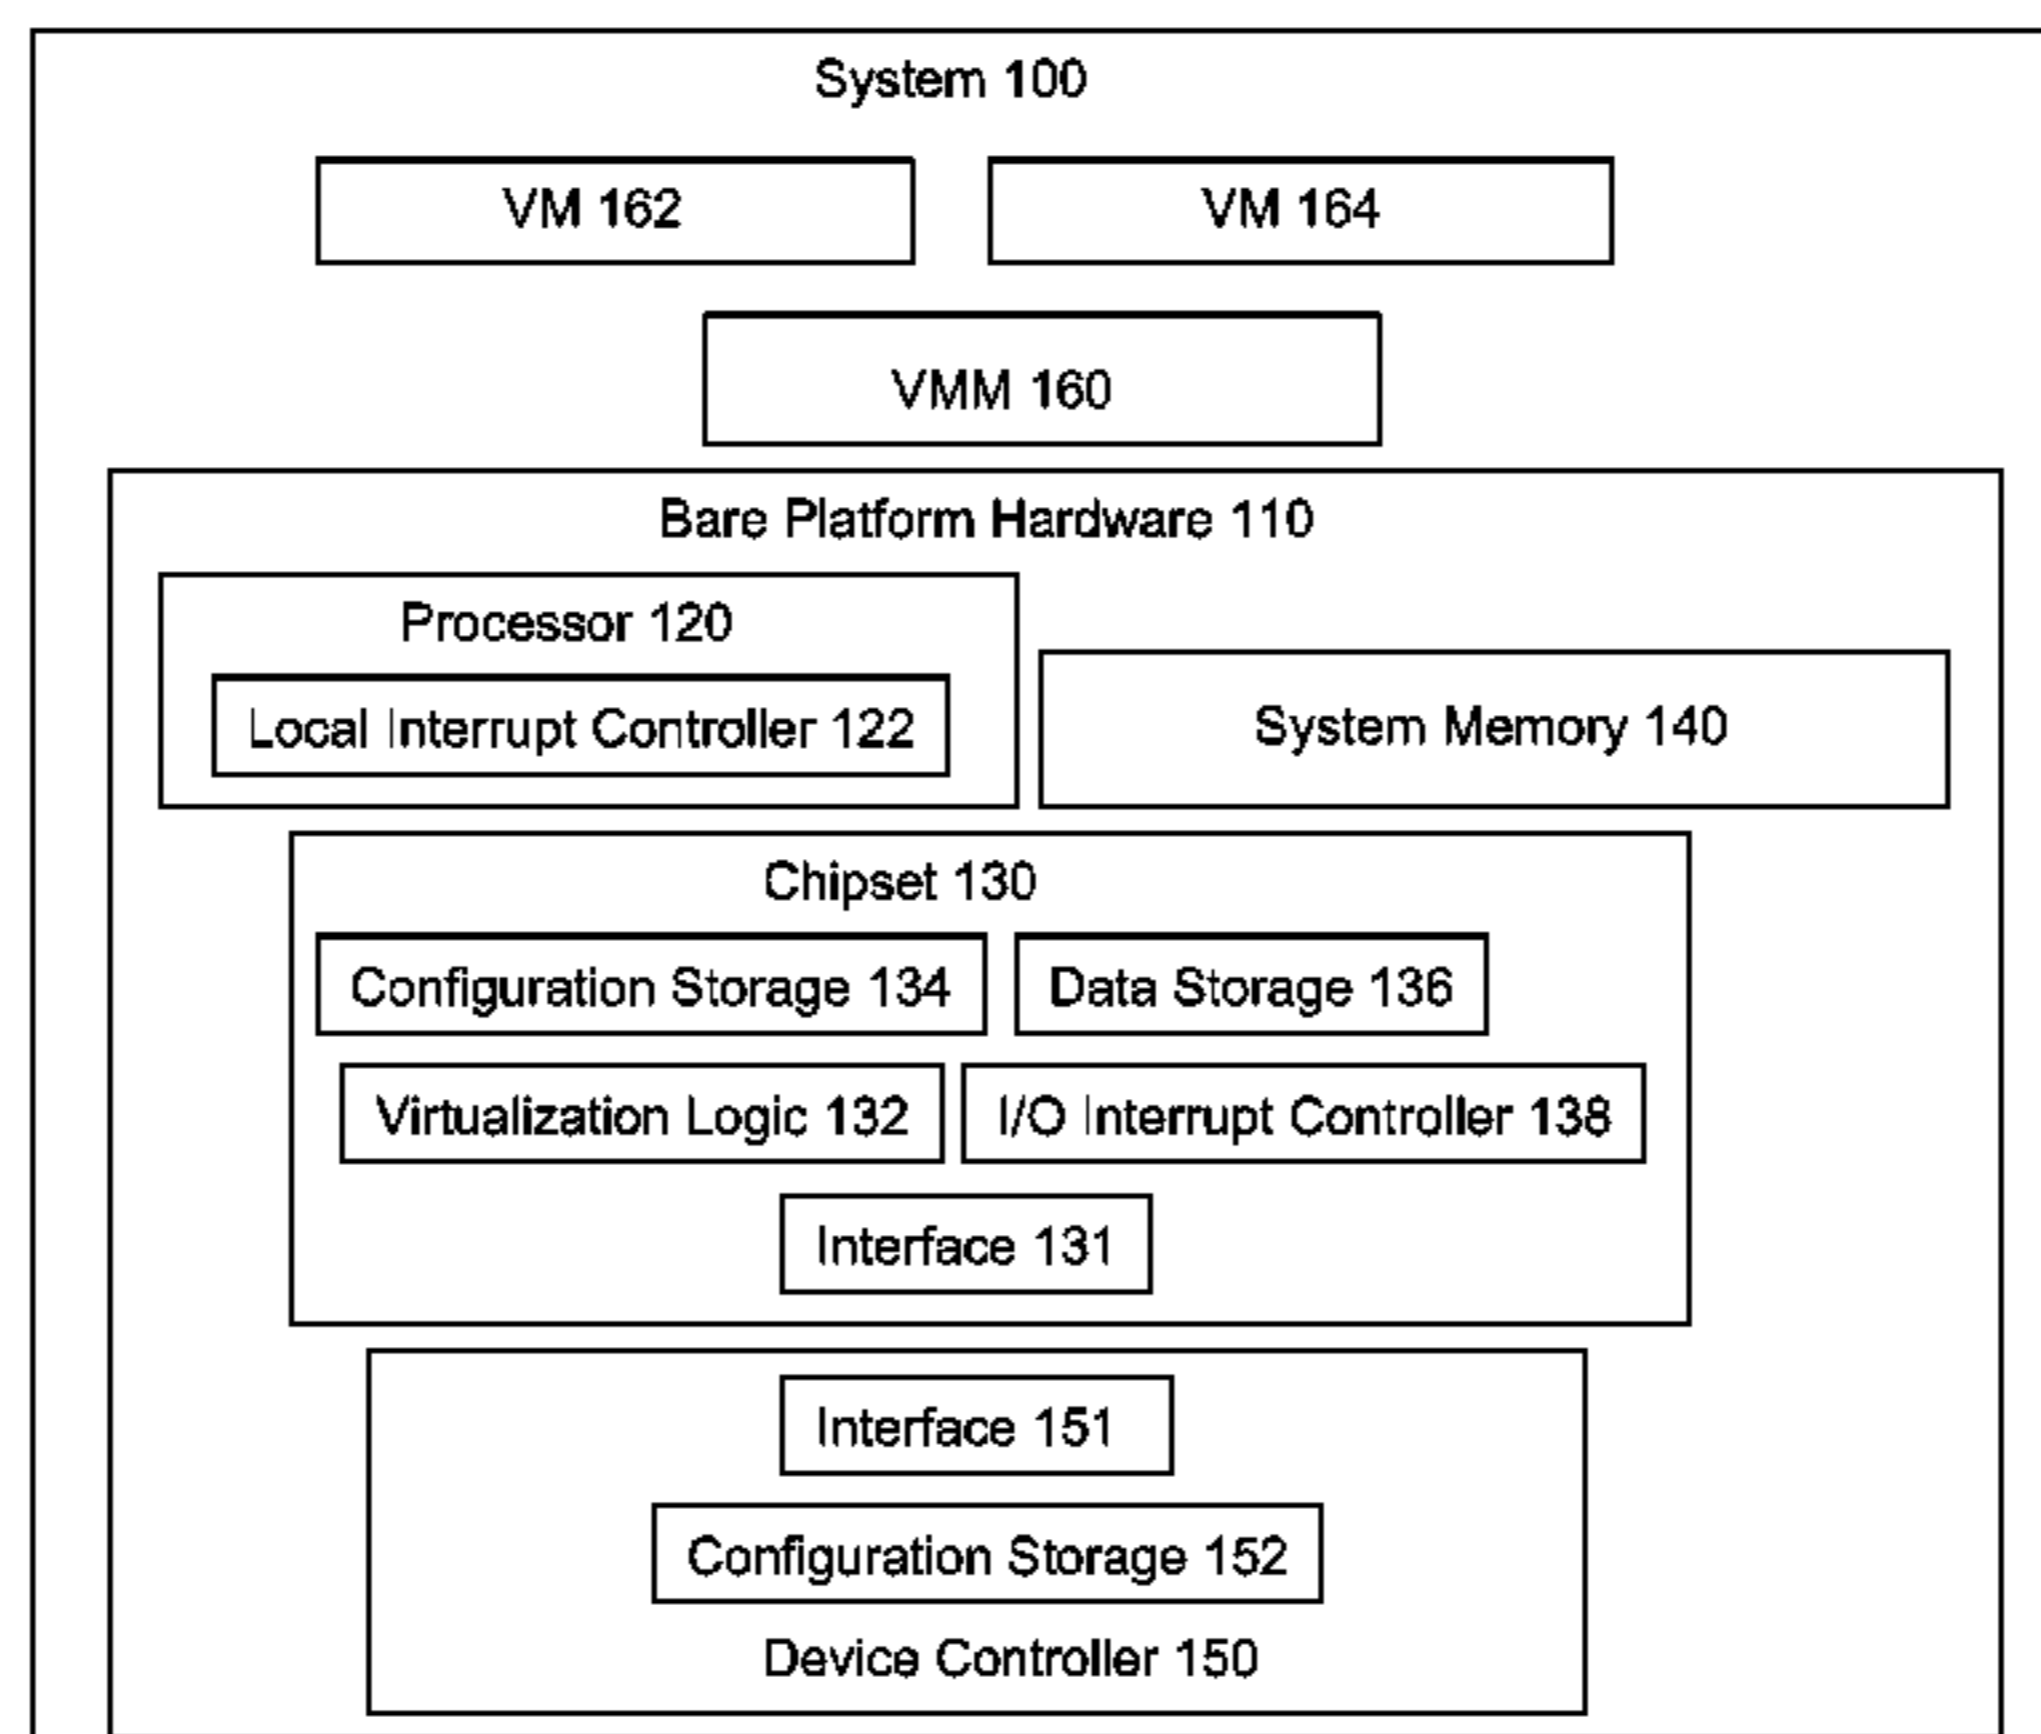 System 100
VM 162
VM 164
VMM 160
Bare Platform Hardware 110
Processor 120
Local Interrupt Controller 122
System Memory 140
Chipset 130
Configuration Storage 134
Data Storage 136
Virtualization Logic 132
I/O Interrupt Controller 138
Interface 131
Interface 151
Configuration Storage 152
Device Controller 150